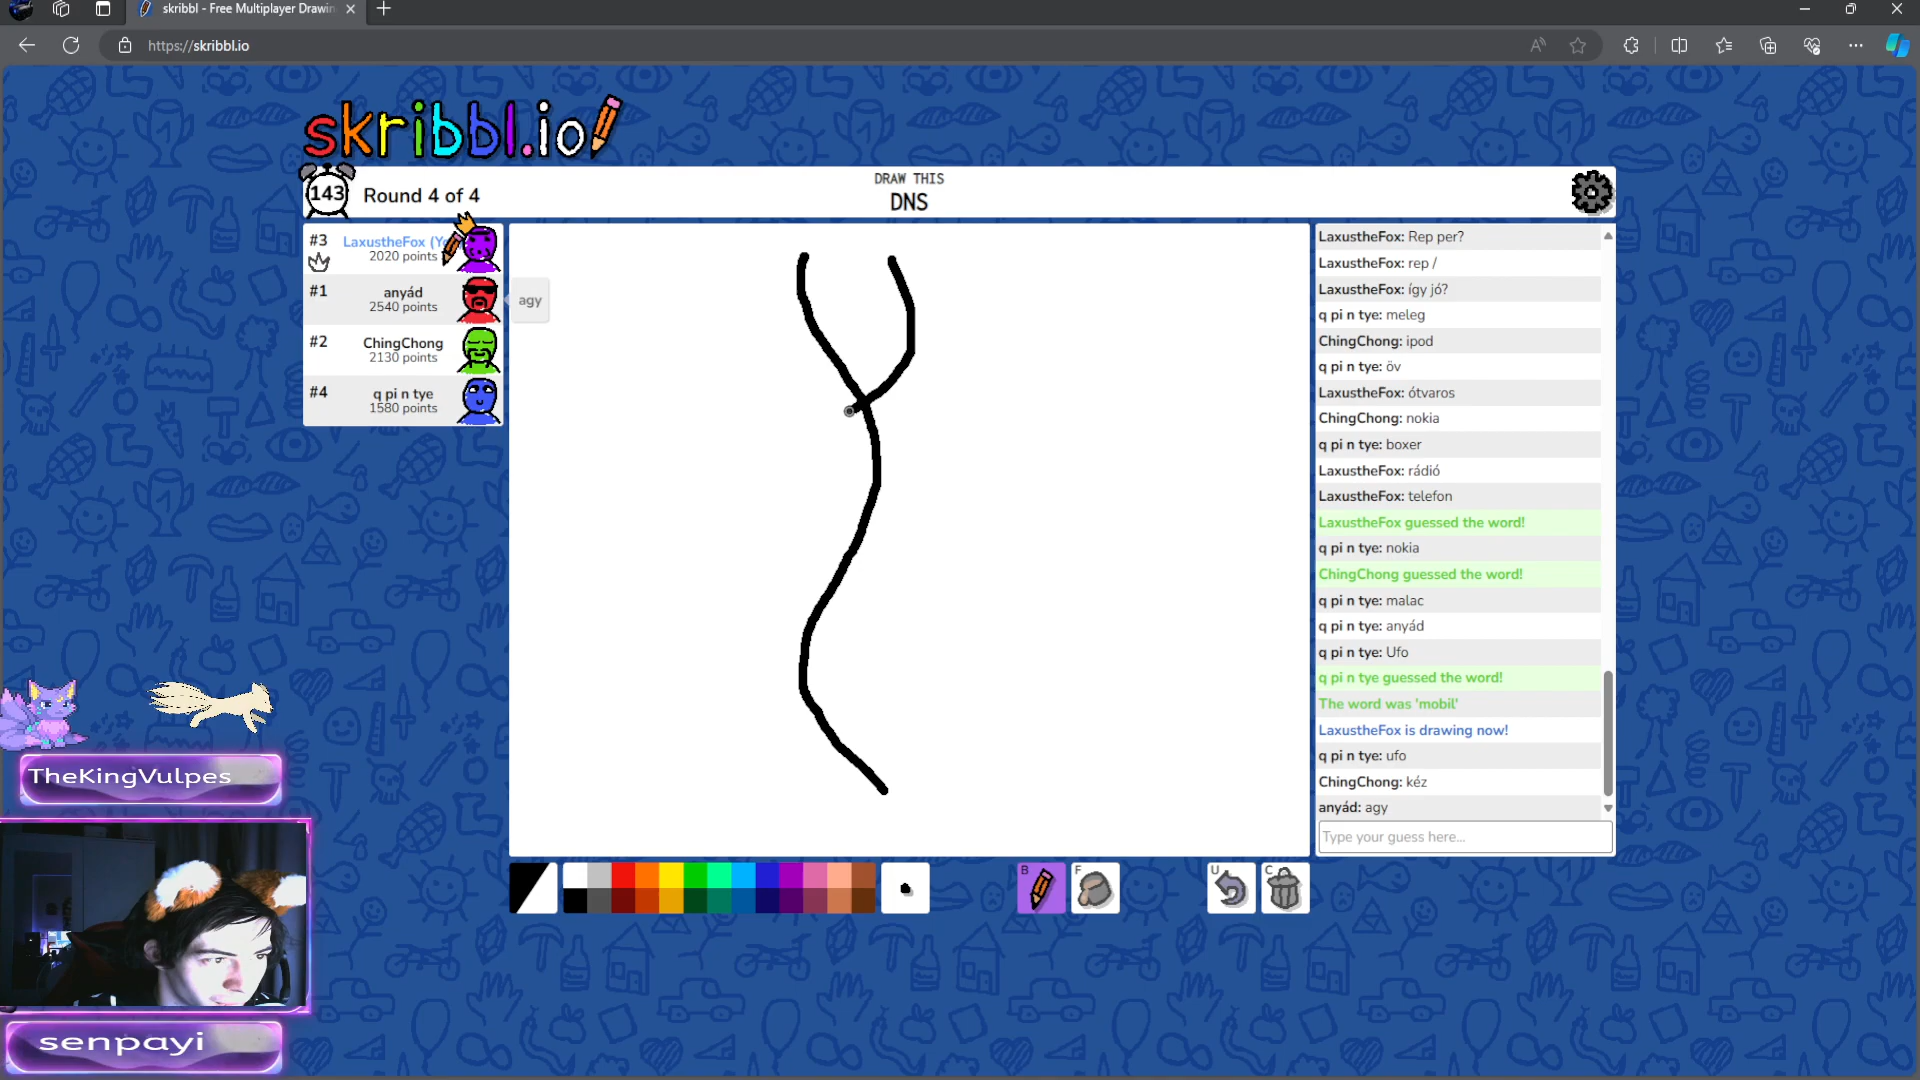 skribbl - Free Multiplayer Drawin
https://skribbl.io
skribbl.io
143
Round 4 of 4
DRAW THIS
DNS
#3
LaxustheFox (Yo
2020 points
#1
anyád
2540 points
agy
#2
ChingChong
2130 points
#4
q pi n tye
1580 points
LaxustheFox: Rep per?
LaxustheFox: rep /
LaxustheFox: így jó?
q pi n tye: meleg
ChingChong: ipod
q pi n tye: öv
LaxustheFox: ótvaros
ChingChong: nokia
q pi n tye: boxer
LaxustheFox: rádió
LaxustheFox: telefon
LaxustheFox guessed the word!
q pi n tye: nokia
ChingChong guessed the word!
q pi n tye: malac
q pi n tye: anyád
q pi n tye: Ufo
q pi n tye guessed the word!
The word was 'mobil'
LaxustheFox is drawing now!
q pi n tye: ufo
ChingChong: kéz
anyád: agy
Type your guess here...
B
F
U
C
TheKingVulpes
senpayi